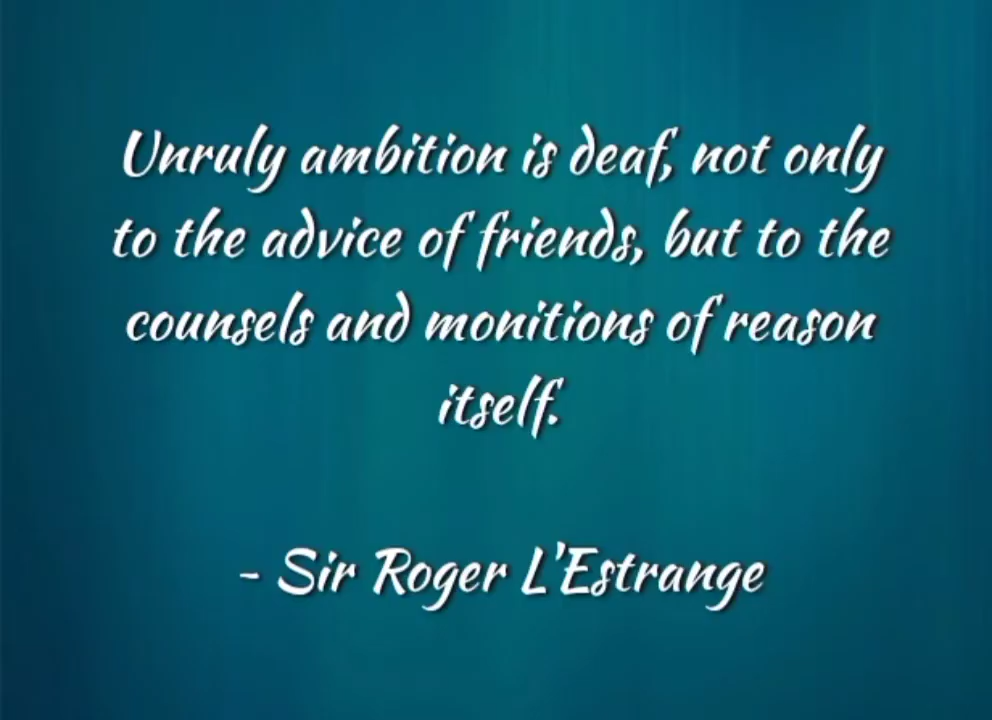 Unruly ambition is deaf, not only
to the advice of friends, but to the
counsels and monitions of reason
itself.
- Sir Roger L'Estrange